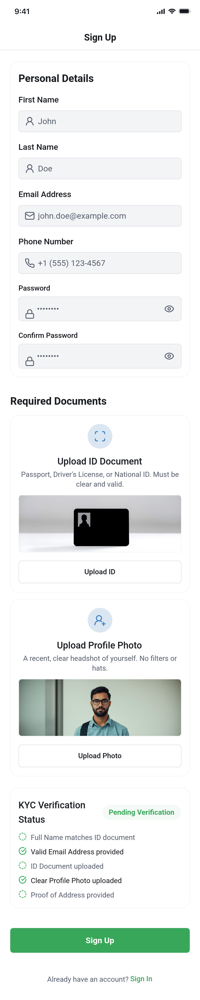 9:41
Sign Up
Personal Details
First Name
John
Last Name
Doe
Email Address
john.doe@example.com
Phone Number
+1 (555) 123-4567
Password
••••••••
Confirm Password
••••••••
Required Documents
Upload ID Document
Passport, Driver's License, or National ID. Must be
clear and valid.
Upload ID
Upload Profile Photo
A recent, clear headshot of yourself. No filters or
hats.
Upload Photo
KYC Verification
Status
Pending Verification
Full Name matches ID document
Valid Email Address provided
ID Document uploaded
Clear Profile Photo uploaded
Proof of Address provided
Sign Up
Already have an account? Sign In